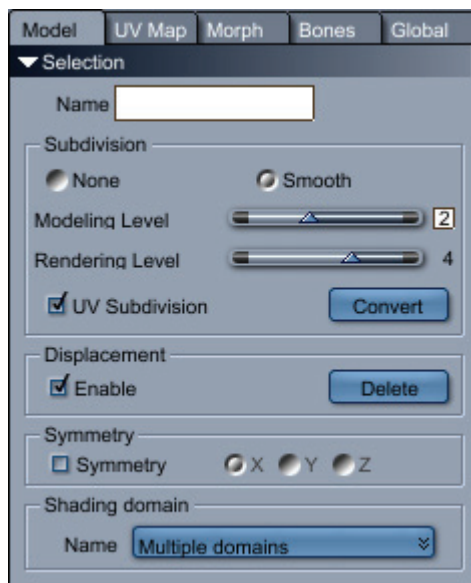 Model UV Map Morph Bones Global
Selection
Name
Subdivision
None Smooth
Modeling Level 2
Rendering Level 4
UV Subdivision Convert
Displacement
Enable Delete
Symmetry
Symmetry X Y Z
Shading domain
Name Multiple domains